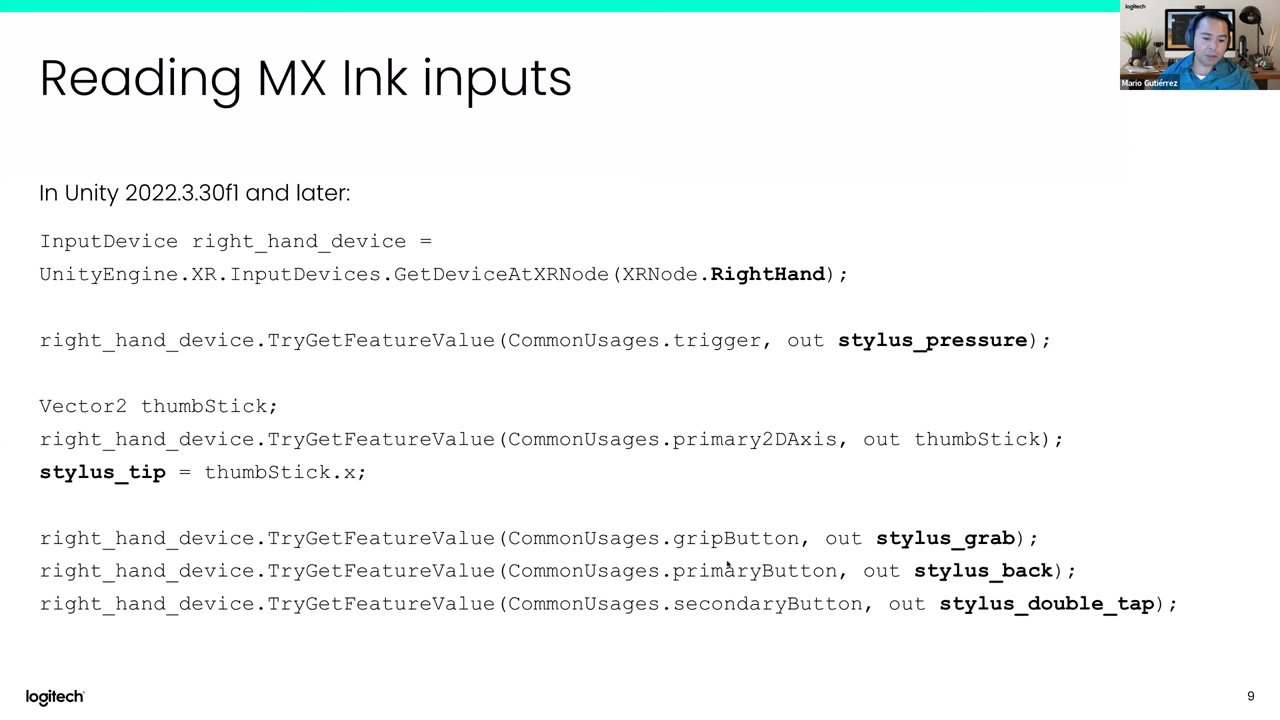 logitech
Mario Gutiérrez
Reading MX Ink inputs
In Unity 2022.3.30f1 and later:
InputDevice right_hand_device =
UnityEngine.XR.InputDevices.GetDeviceAtXRNode(XRNode.RightHand);
right_hand_device.TryGetFeatureValue(CommonUsages.trigger, out stylus_pressure);
Vector2 thumbStick;
right_hand_device.TryGetFeatureValue(CommonUsages.primary2DAxis, out thumbStick);
stylus_tip = thumbStick.x;
right_hand_device.TryGetFeatureValue(CommonUsages.gripButton, out stylus_grab);
right_hand_device.TryGetFeatureValue(CommonUsages.primaryButton, out stylus_back);
right_hand_device.TryGetFeatureValue(CommonUsages.secondaryButton, out stylus_double_tap);
logitech
9